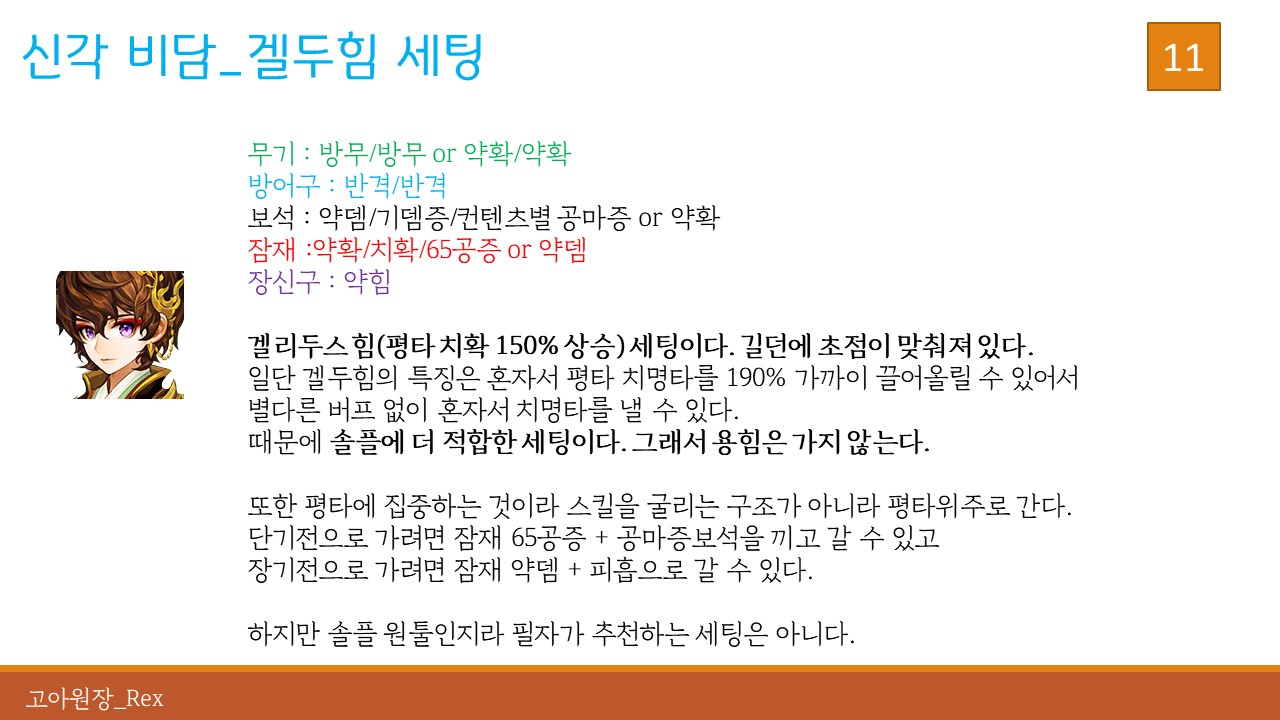 신각 비담_겔두힘 세팅
11
무기 : 방무/방무 or 약확/약확
방어구 : 반격/반격
보석 : 약뎀/기뎀증/컨텐츠별 공마증 or 약확
잠재 :약확/치확/65공증 or 약뎀
장신구 : 약힘
겔리두스 힘(평타 치확 150% 상승) 세팅이다. 길던에 초점이 맞춰져 있다.
일단 겔두힘의 특징은 혼자서 평타 치명타를 190% 가까이 끌어올릴 수 있어서
별다른 버프 없이 혼자서 치명타를 낼 수 있다.
때문에 솔플에 더 적합한 세팅이다. 그래서 용힘은 가지 않는다.
또한 평타에 집중하는 것이라 스킬을 굴리는 구조가 아니라 평타위주로 간다.
단기전으로 가려면 잠재 65공증 + 공마증보석을 끼고 갈 수 있고
장기전으로 가려면 잠재 약뎀 + 피흡으로 갈 수 있다.
하지만 솔플 원툴인지라 필자가 추천하는 세팅은 아니다.
고아원장_Rex